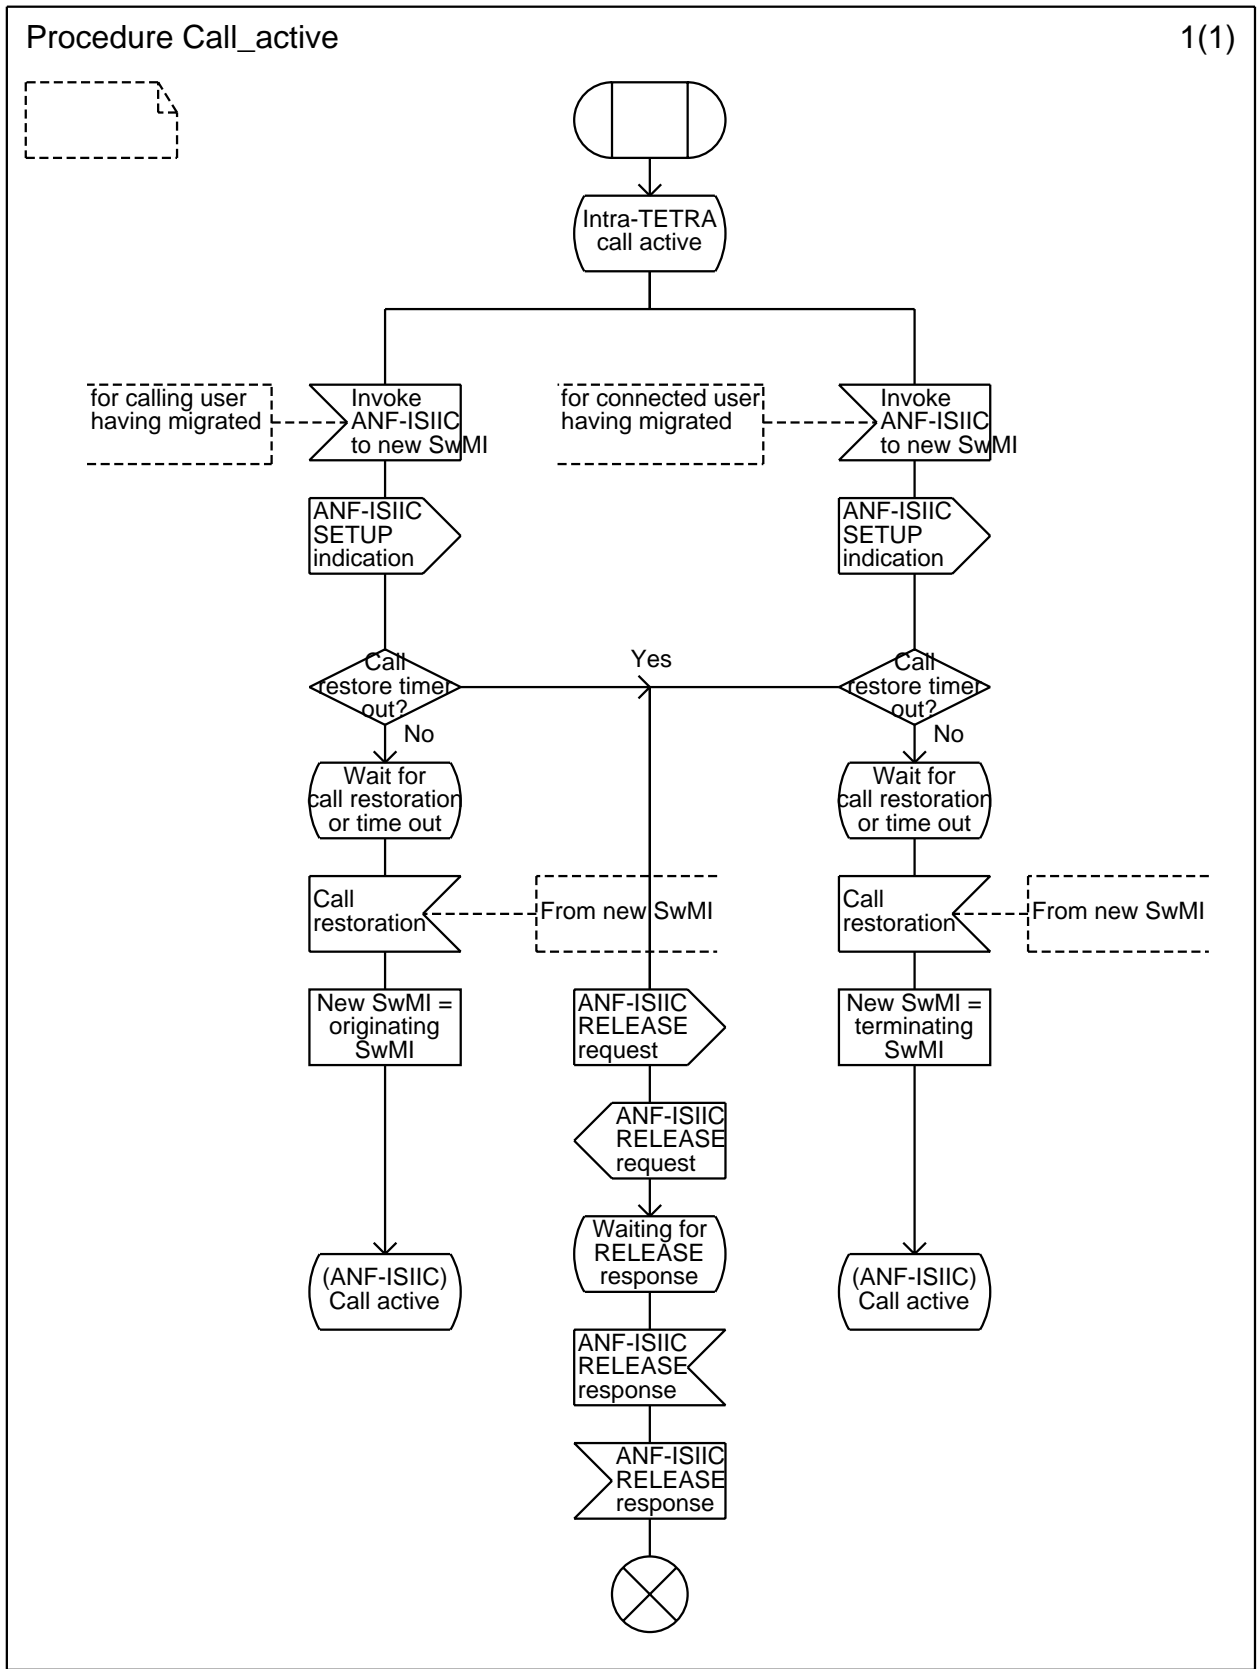 Procedure Call_active
1(1)
Intra-TETRA
call active
for calling user
having migrated
Invoke
ANF-ISIIC
to new SwMI
for connected user
having migrated
Invoke
ANF-ISIIC
to new SwMI
ANF-ISIIC
SETUP
indication
ANF-ISIIC
SETUP
indication
Call
restore timer
out?
Yes
Call
restore timer
out?
No
No
Wait for
call restoration
or time out
Wait for
call restoration
or time out
Call
restoration
From new SwMI
Call
restoration
From new SwMI
New SwMI =
originating
SwMI
ANF-ISIIC
RELEASE
request
New SwMI =
terminating
SwMI
ANF-ISIIC
RELEASE
request
Waiting for
RELEASE
response
(ANF-ISIIC)
Call active
(ANF-ISIIC)
Call active
ANF-ISIIC
RELEASE
response
ANF-ISIIC
RELEASE
response